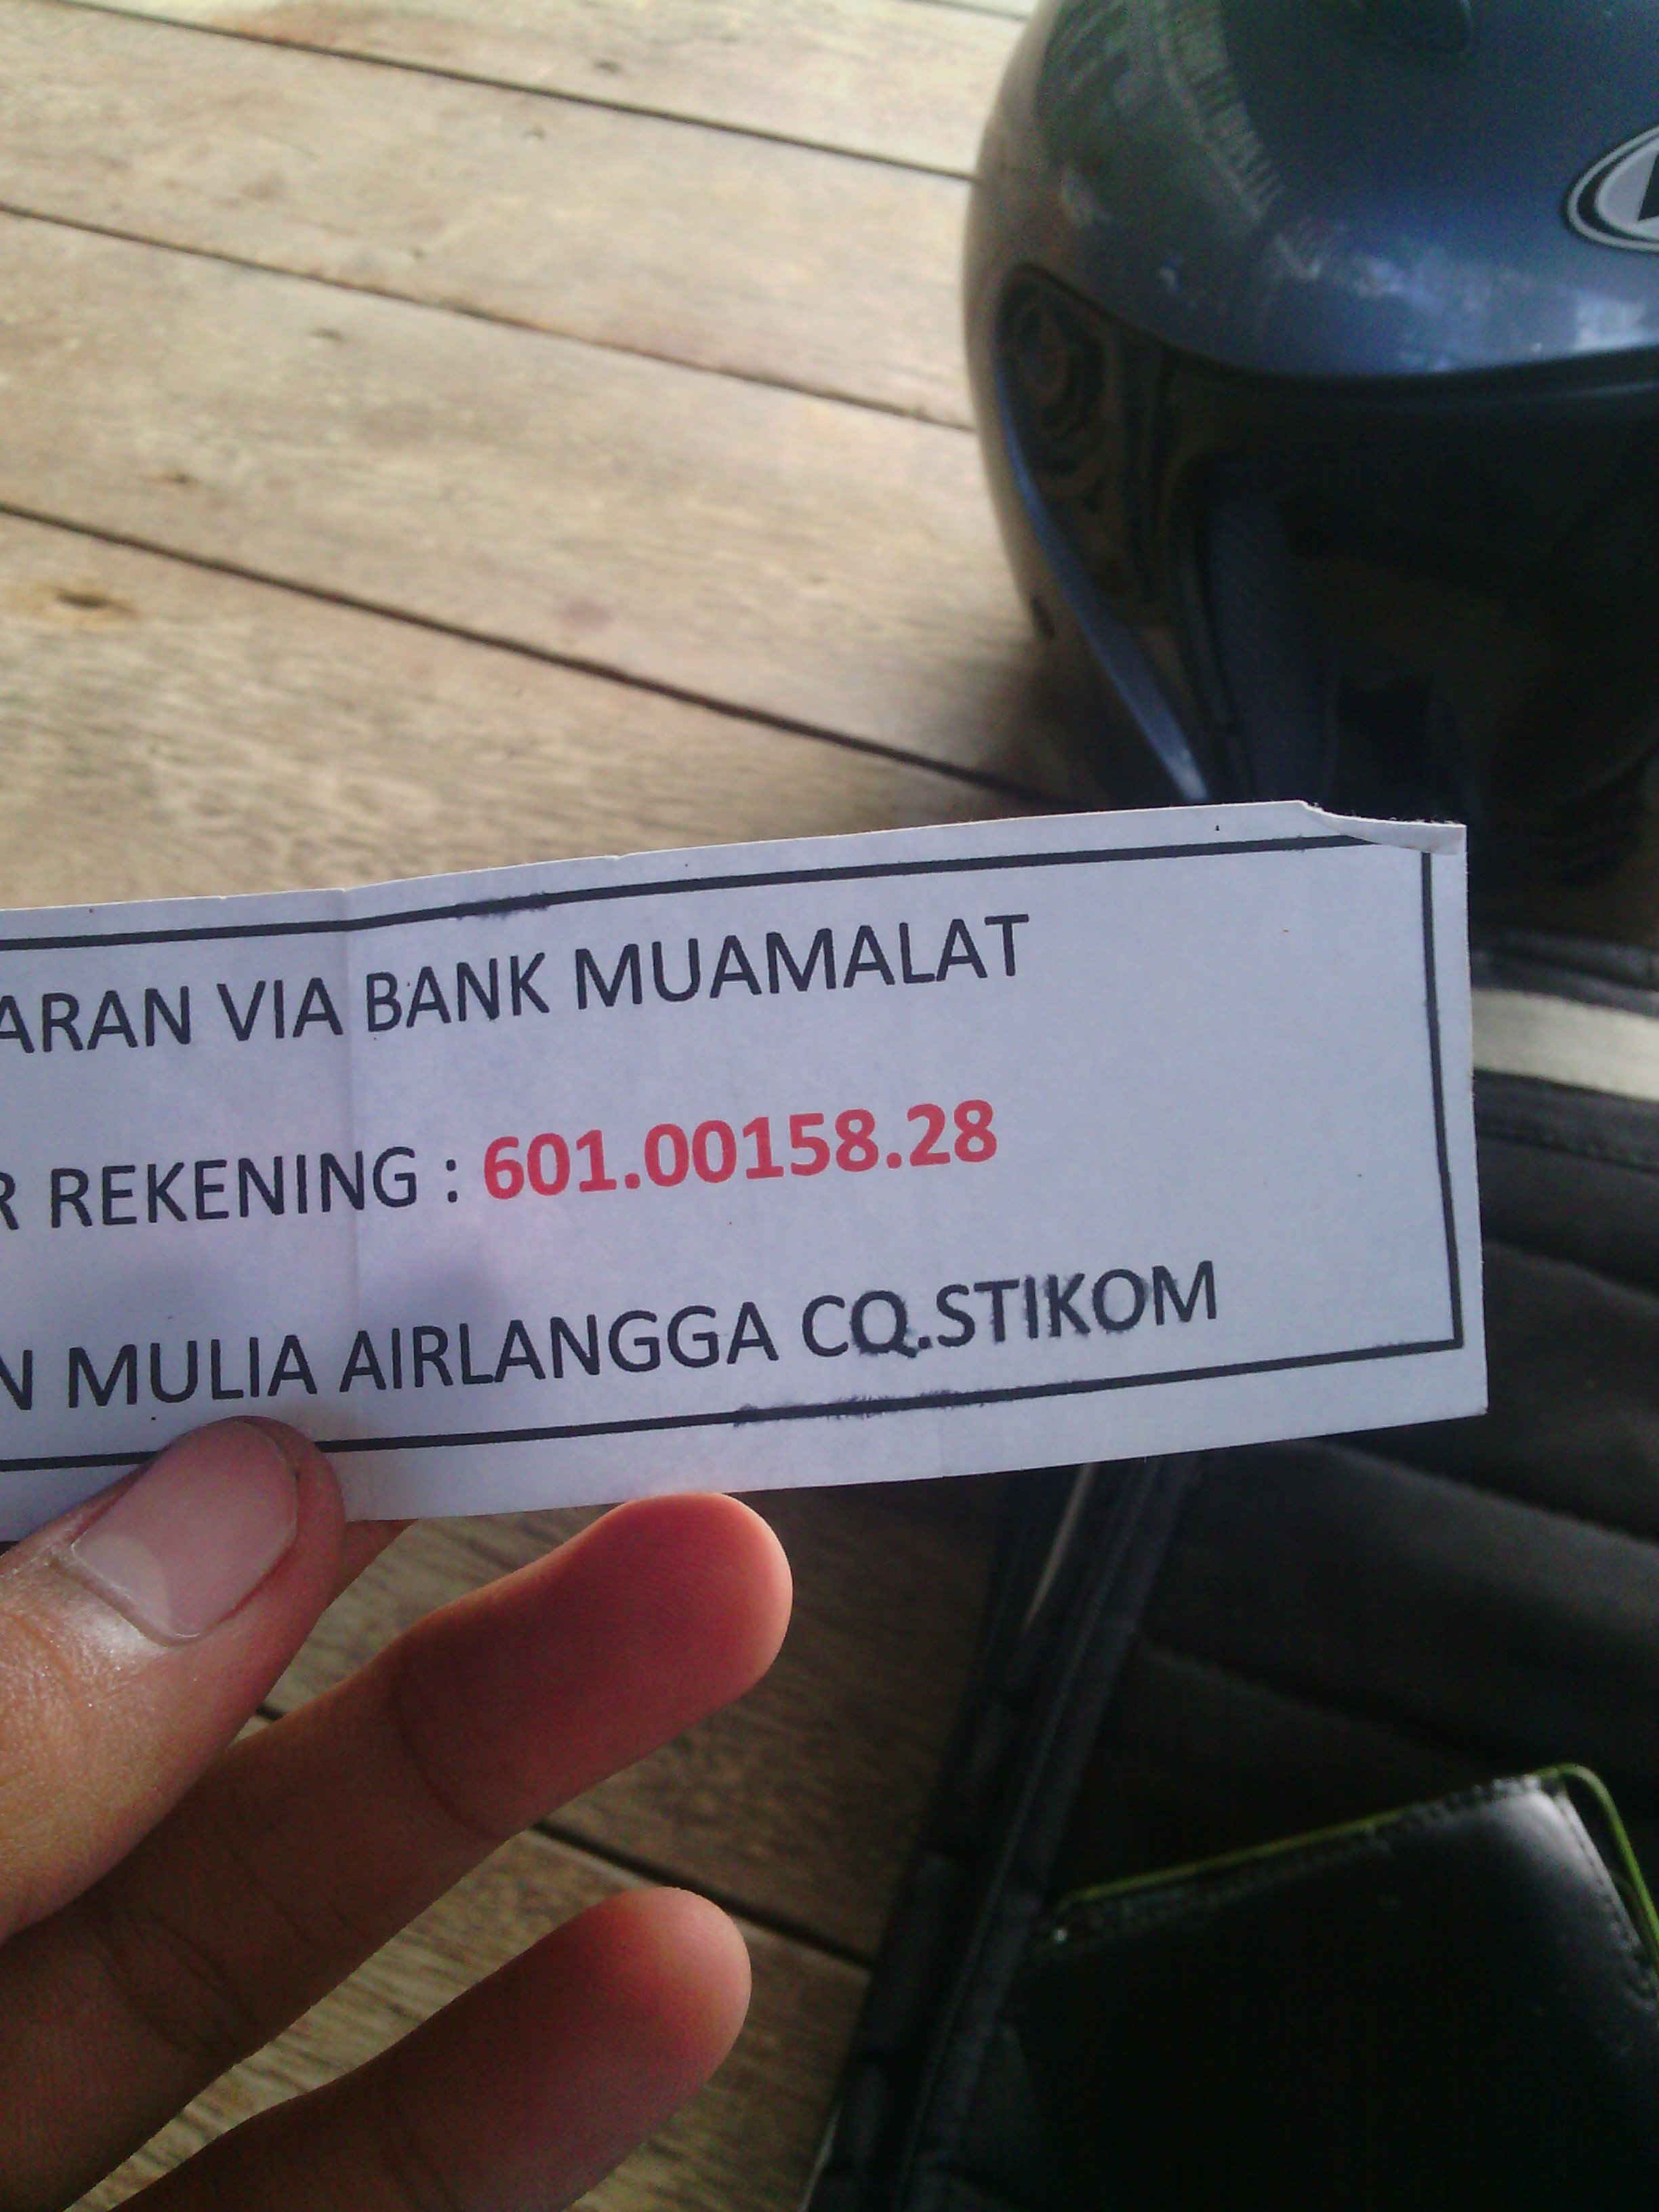 ARAN VIA BANK MUAMALAT
R REKENING : 601.00158.28
N MULIA AIRLANGGA CQ.STIKOM